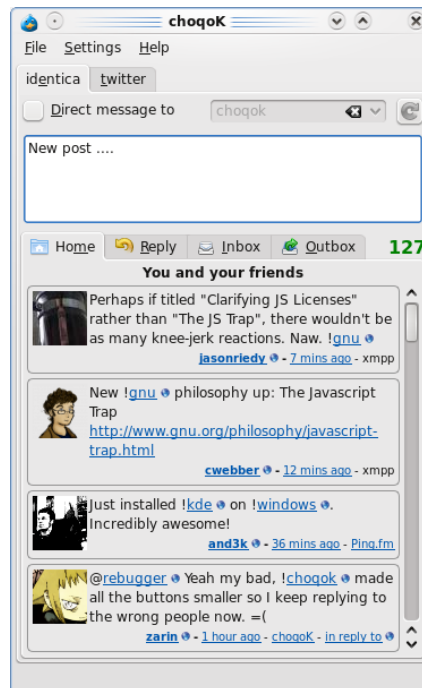 choqoK
File Settings Help
identica twitter
Direct message to choqok
New post ....
Home Reply Inbox Outbox 127
You and your friends
Perhaps if titled "Clarifying JS Licenses"
rather than "The JS Trap", there wouldn't be
as many knee-jerk reactions. Naw. !gnu
jasonriedy - 7 mins ago - xmpp
New !gnu philosophy up: The Javascript
Trap
http://www.gnu.org/philosophy/javascript-
trap.html
cwebber - 12 mins ago - xmpp
Just installed !kde on !windows .
Incredibly awesome!
and3k - 36 mins ago - Ping.fm
@rebugger Yeah my bad, !choqok made
all the buttons smaller so I keep replying to
the wrong people now. =(
zarin - 1 hour ago - choqoK - in reply to